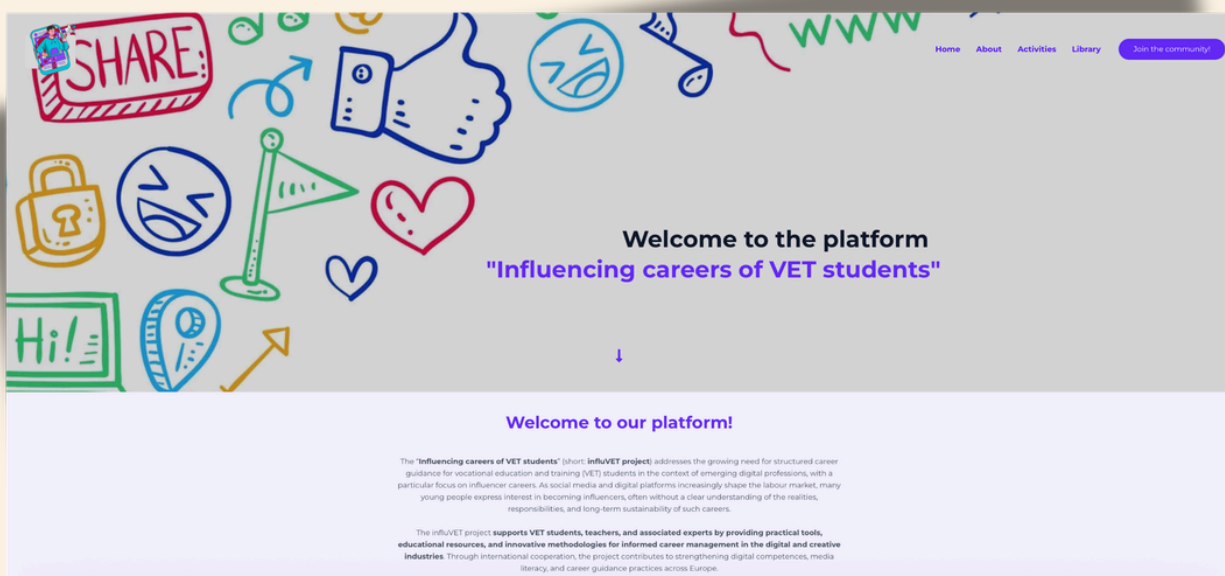 SHARE
www
Home About Activities Library Join the community!
Welcome to the platform
"Influencing careers of VET students"
Hi!
Welcome to our platform!
The "Influencing careers of VET students" (short: influVET project) addresses the growing need for structured career
guidance for vocational education and training (VET) students in the context of emerging digital professions, with a
particular focus on influencer careers. As social media and digital platforms increasingly shape the labour market, many
young people express interest in becoming influencers, often without a clear understanding of the realities,
responsibilities, and long-term sustainability of such careers.
The influVET project supports VET students, teachers, and associated experts by providing practical tools,
educational resources, and innovative methodologies for informed career management in the digital and creative
industries. Through international cooperation, the project contributes to strengthening digital competences, media
literacy, and career guidance practices across Europe.